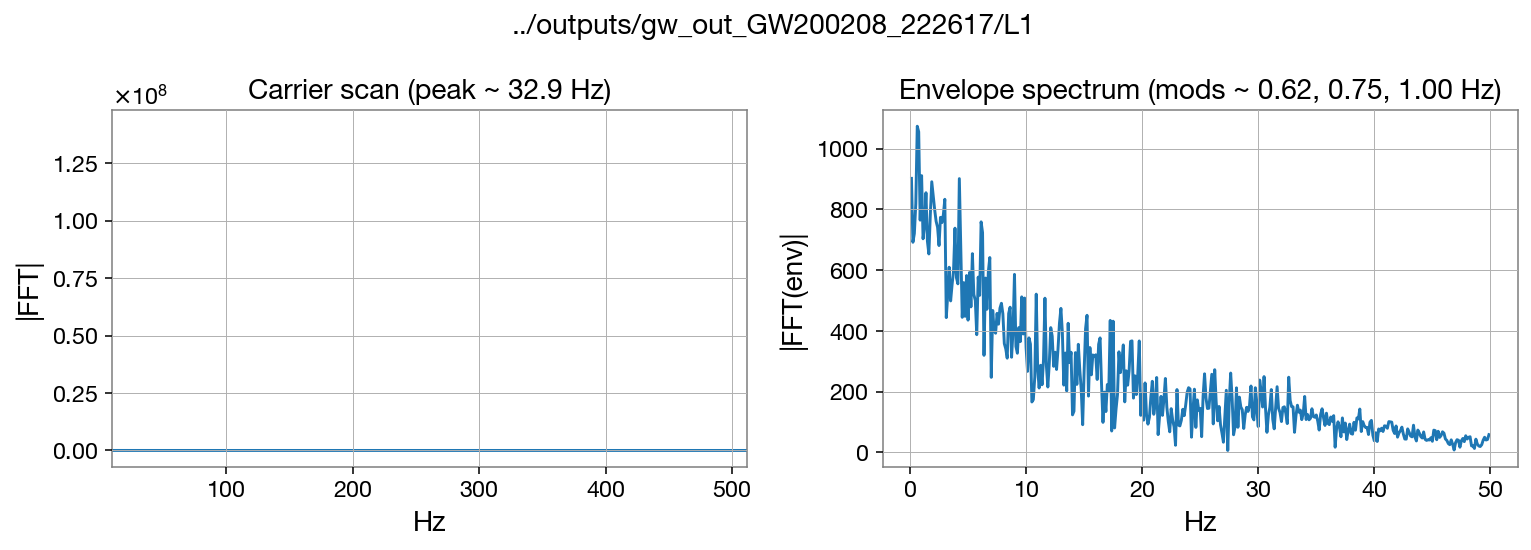 ../outputs/gw_out_GW200208_222617/L1
Carrier scan (peak ~ 32.9 Hz)
×10⁸
|FFT|
1.25
1.00
0.75
0.50
0.25
0.00
100 200 300 400 500
Hz
Envelope spectrum (mods ~ 0.62, 0.75, 1.00 Hz)
|FFT(env)|
1000
800
600
400
200
0
0 10 20 30 40 50
Hz